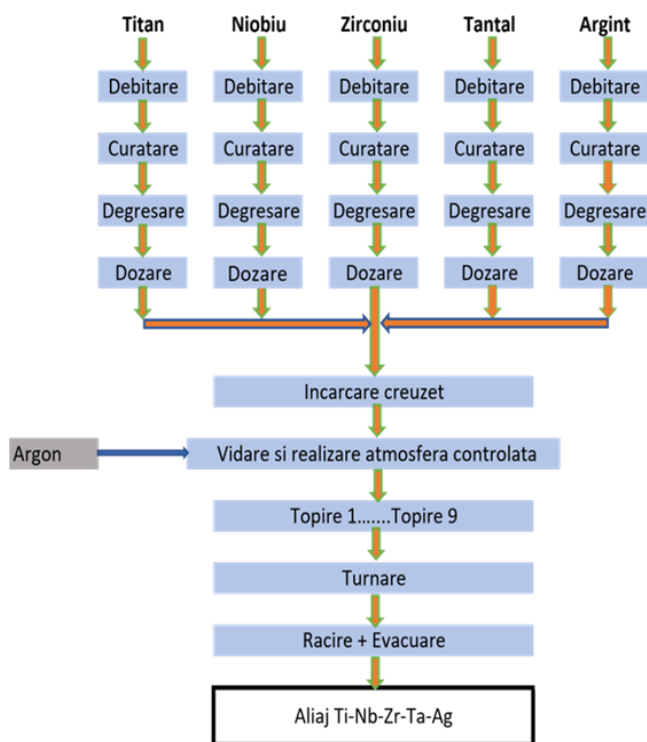 Titan Niobiu Zirconiu Tantal Argint
Debitare Debitare Debitare Debitare Debitare
Curatare Curatare Curatare Curatare Curatare
Degresare Degresare Degresare Degresare Degresare
Dozare Dozare Dozare Dozare Dozare
Incarcare creuzet
Argon Vidare si realizare atmosfera controlata
Topire 1.......Topire 9
Turnare
Racire + Evacuare
Aliaj Ti-Nb-Zr-Ta-Ag